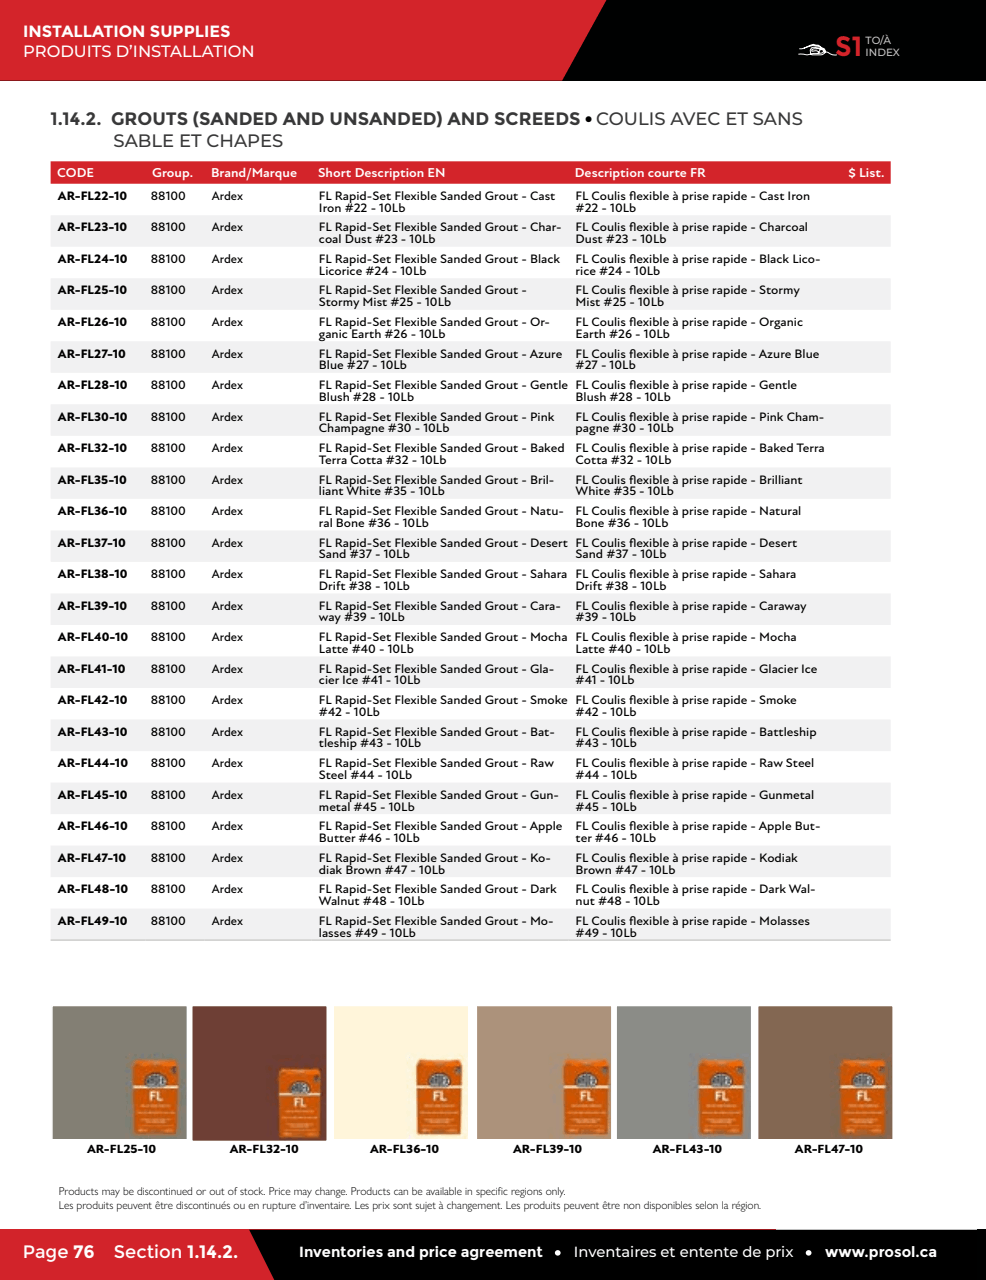 INSTALLATION SUPPLIES
PRODUITS D'INSTALLATION
S1 TO/À INDEX
1.14.2. GROUTS (SANDED AND UNSANDED) AND SCREEDS • COULIS AVEC ET SANS
SABLE ET CHAPES
CODE Group. Brand/Marque Short Description EN Description courte FR $ List.
AR-FL22-10 88100 Ardex FL Rapid-Set Flexible Sanded Grout - Cast FL Coulis flexible à prise rapide - Cast Iron
Iron #22 - 10Lb #22 - 10Lb
AR-FL23-10 88100 Ardex FL Rapid-Set Flexible Sanded Grout - Char- FL Coulis flexible à prise rapide - Charcoal
coal Dust #23 - 10Lb Dust #23 - 10Lb
AR-FL24-10 88100 Ardex FL Rapid-Set Flexible Sanded Grout - Black FL Coulis flexible à prise rapide - Black Lico-
Licorice #24 - 10Lb rice #24 - 10Lb
AR-FL25-10 88100 Ardex FL Rapid-Set Flexible Sanded Grout - FL Coulis flexible à prise rapide - Stormy
Stormy Mist #25 - 10Lb Mist #25 - 10Lb
AR-FL26-10 88100 Ardex FL Rapid-Set Flexible Sanded Grout - Or- FL Coulis flexible à prise rapide - Organic
ganic Earth #26 - 10Lb Earth #26 - 10Lb
AR-FL27-10 88100 Ardex FL Rapid-Set Flexible Sanded Grout - Azure FL Coulis flexible à prise rapide - Azure Blue
Blue #27 - 10Lb #27 - 10Lb
AR-FL28-10 88100 Ardex FL Rapid-Set Flexible Sanded Grout - Gentle FL Coulis flexible à prise rapide - Gentle
Blush #28 - 10Lb Blush #28 - 10Lb
AR-FL30-10 88100 Ardex FL Rapid-Set Flexible Sanded Grout - Pink FL Coulis flexible à prise rapide - Pink Cham-
Champagne #30 - 10Lb pagne #30 - 10Lb
AR-FL32-10 88100 Ardex FL Rapid-Set Flexible Sanded Grout - Baked FL Coulis flexible à prise rapide - Baked Terra
Terra Cotta #32 - 10Lb Cotta #32 - 10Lb
AR-FL35-10 88100 Ardex FL Rapid-Set Flexible Sanded Grout - Bril- FL Coulis flexible à prise rapide - Brilliant
liant White #35 - 10Lb White #35 - 10Lb
AR-FL36-10 88100 Ardex FL Rapid-Set Flexible Sanded Grout - Natu- FL Coulis flexible à prise rapide - Natural
ral Bone #36 - 10Lb Bone #36 - 10Lb
AR-FL37-10 88100 Ardex FL Rapid-Set Flexible Sanded Grout - Desert FL Coulis flexible à prise rapide - Desert
Sand #37 - 10Lb Sand #37 - 10Lb
AR-FL38-10 88100 Ardex FL Rapid-Set Flexible Sanded Grout - Sahara FL Coulis flexible à prise rapide - Sahara
Drift #38 - 10Lb Drift #38 - 10Lb
AR-FL39-10 88100 Ardex FL Rapid-Set Flexible Sanded Grout - Cara- FL Coulis flexible à prise rapide - Caraway
way #39 - 10Lb #39 - 10Lb
AR-FL40-10 88100 Ardex FL Rapid-Set Flexible Sanded Grout - Mocha FL Coulis flexible à prise rapide - Mocha
Latte #40 - 10Lb Latte #40 - 10Lb
AR-FL41-10 88100 Ardex FL Rapid-Set Flexible Sanded Grout - Gla- FL Coulis flexible à prise rapide - Glacier Ice
cier Ice #41 - 10Lb #41 - 10Lb
AR-FL42-10 88100 Ardex FL Rapid-Set Flexible Sanded Grout - Smoke FL Coulis flexible à prise rapide - Smoke
#42 - 10Lb #42 - 10Lb
AR-FL43-10 88100 Ardex FL Rapid-Set Flexible Sanded Grout - Bat- FL Coulis flexible à prise rapide - Battleship
tleship #43 - 10Lb #43 - 10Lb
AR-FL44-10 88100 Ardex FL Rapid-Set Flexible Sanded Grout - Raw FL Coulis flexible à prise rapide - Raw Steel
Steel #44 - 10Lb #44 - 10Lb
AR-FL45-10 88100 Ardex FL Rapid-Set Flexible Sanded Grout - Gun- FL Coulis flexible à prise rapide - Gunmetal
metal #45 - 10Lb #45 - 10Lb
AR-FL46-10 88100 Ardex FL Rapid-Set Flexible Sanded Grout - Apple FL Coulis flexible à prise rapide - Apple But-
Butter #46 - 10Lb ter #46 - 10Lb
AR-FL47-10 88100 Ardex FL Rapid-Set Flexible Sanded Grout - Ko- FL Coulis flexible à prise rapide - Kodiak
diak Brown #47 - 10Lb Brown #47 - 10Lb
AR-FL48-10 88100 Ardex FL Rapid-Set Flexible Sanded Grout - Dark FL Coulis flexible à prise rapide - Dark Wal-
Walnut #48 - 10Lb nut #48 - 10Lb
AR-FL49-10 88100 Ardex FL Rapid-Set Flexible Sanded Grout - Mo- FL Coulis flexible à prise rapide - Molasses
lasses #49 - 10Lb #49 - 10Lb
ARDEX ARDEX ARDEX ARDEX ARDEX ARDEX
FL FL FL FL FL FL
AR-FL25-10 AR-FL32-10 AR-FL36-10 AR-FL39-10 AR-FL43-10 AR-FL47-10
Products may be discontinued or out of stock. Price may change. Products can be available in specific regions only.
Les produits peuvent être discontinués ou en rupture d'inventaire. Les prix sont sujet à changement. Les produits peuvent être non disponibles selon la région.
Page 76 Section 1.14.2. Inventories and price agreement • Inventaires et entente de prix • www.prosol.ca